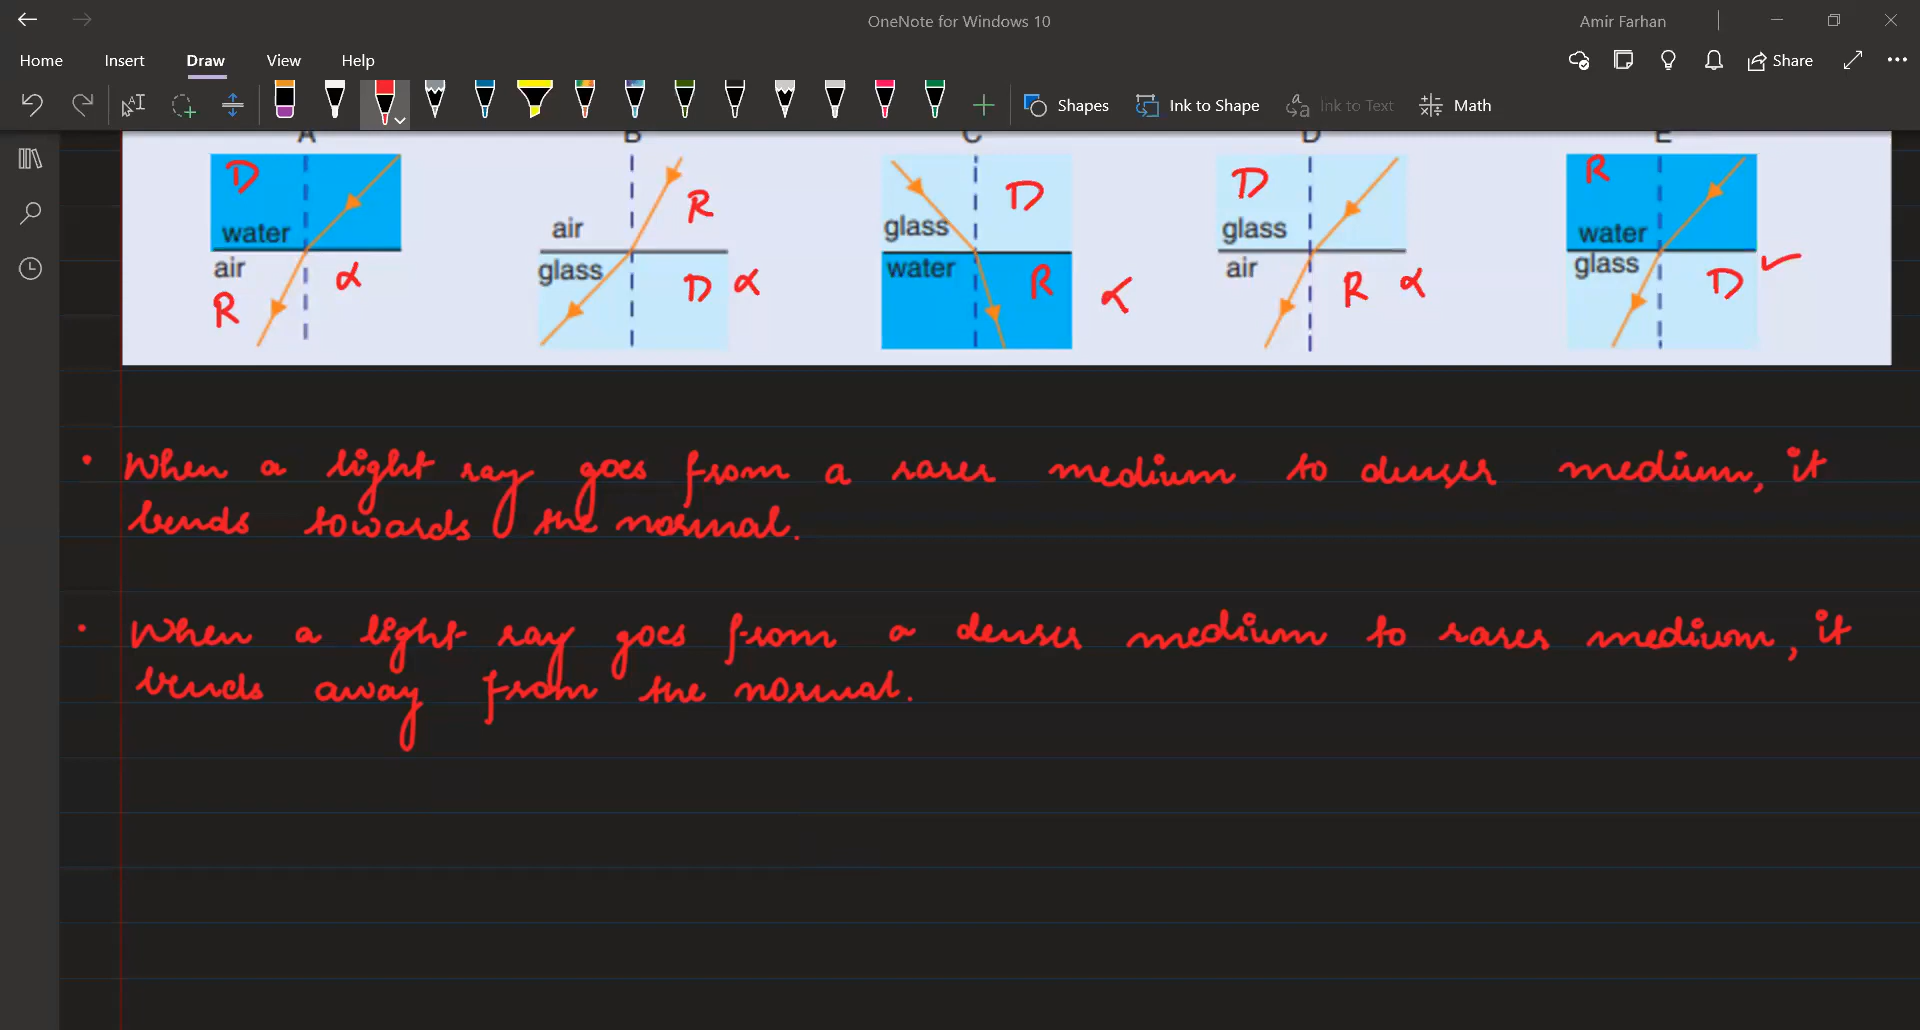 OneNote for Windows 10
Amir Farhan
Home Insert Draw View Help
Share
Shapes Ink to Shape Ink to Text Math
A B C D E
D
water
air
R
α
air
R
glass
D α
glass
D
water
R
α
D
glass
air
R α
R
water
glass
D ✓
• When a light ray goes from a rarer medium to denser medium, it
bends towards the normal.
• When a light ray goes from a denser medium to rarer medium, it
bends away from the normal.